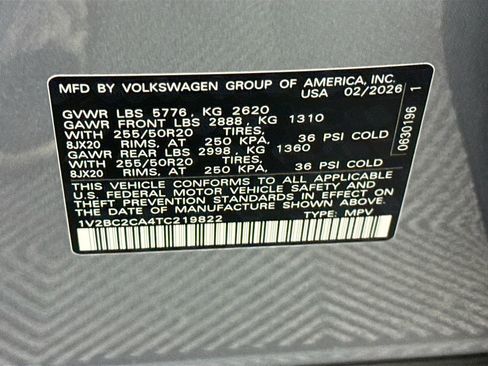 MFD BY VOLKSWAGEN GROUP OF AMERICA, INC.
USA 02/2026
GVWR LBS 5776, KG 2620
GAWR FRONT LBS 2888, KG 1310
WITH 255/50R20 TIRES,
8JX20 RIMS, AT 250 KPA, 36 PSI COLD
GAWR REAR LBS 2998, KG 1360
WITH 255/50R20 TIRES,
8JX20 RIMS, AT 250 KPA, 36 PSI COLD
THIS VEHICLE CONFORMS TO ALL APPLICABLE
U.S. FEDERAL MOTOR VEHICLE SAFETY AND
THEFT PREVENTION STANDARDS IN EFFECT ON
THE DATE OF MANUFACTURE SHOWN ABOVE.
1V2BC2CA4TC219822 TYPE: MPV
0630196 1